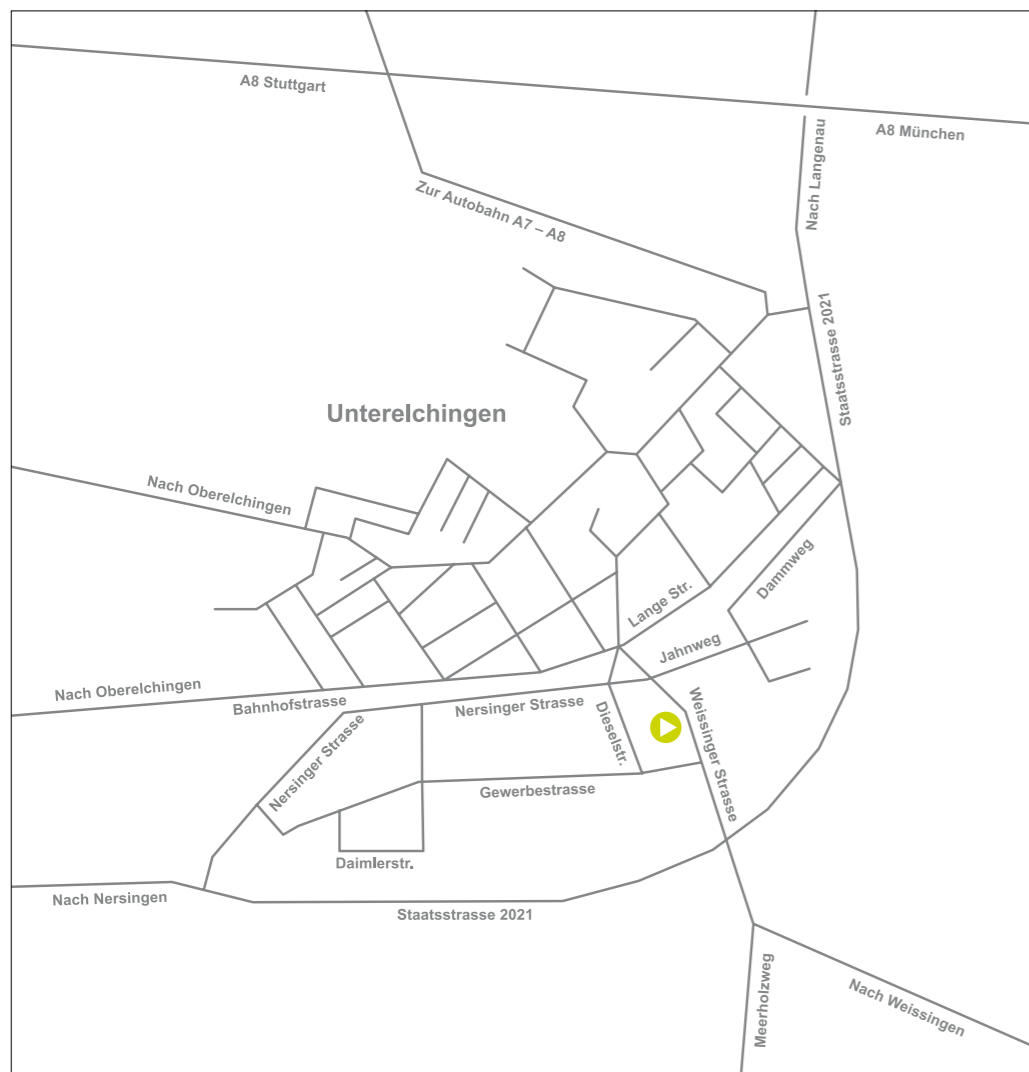 A8 Stuttgart
A8 München
Nach Langenau
Zur Autobahn A7 – A8
Staatsstrasse 2021
Unterelchingen
Nach Oberelchingen
Dammweg
Lange Str.
Jahnweg
Nach Oberelchingen
Bahnhofstrasse
Nersinger Strasse
Dieselstr.
Weissinger Strasse
Nersinger Strasse
Gewerbestrasse
Daimlerstr.
Nach Nersingen
Staatsstrasse 2021
Meerholzweg
Nach Weissingen